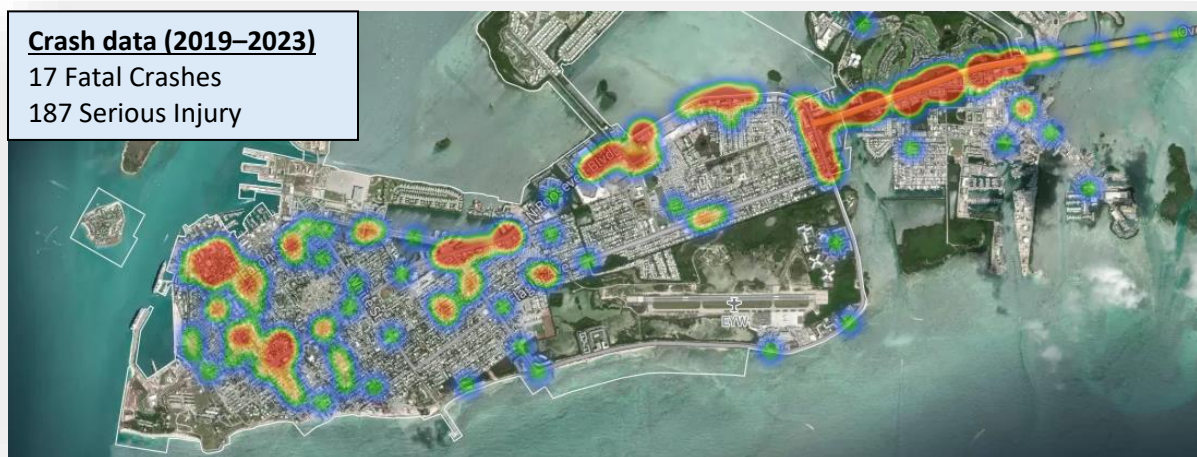 Crash data (2019–2023)
17 Fatal Crashes
187 Serious Injury
EYW